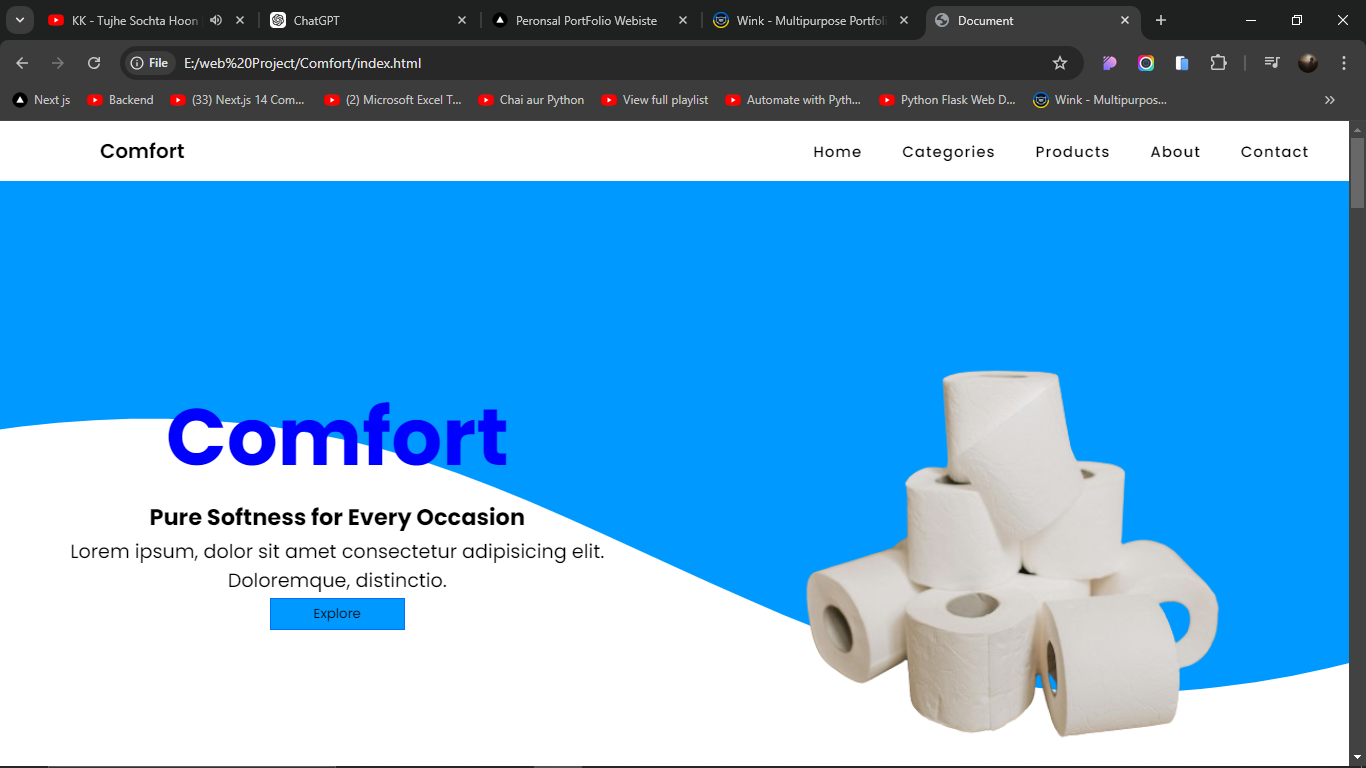 KK - Tujhe Sochta Hoon
ChatGPT
Peronsal PortFolio Webiste
Wink - Multipurpose Portfoli
Document
File E:/web%20Project/Comfort/index.html
Next js
Backend
(33) Next.js 14 Com...
(2) Microsoft Excel T...
Chai aur Python
View full playlist
Automate with Pyth...
Python Flask Web D...
Wink - Multipurpos...
Comfort
Home
Categories
Products
About
Contact
Comfort
Pure Softness for Every Occasion
Lorem ipsum, dolor sit amet consectetur adipisicing elit.
Doloremque, distinctio.
Explore